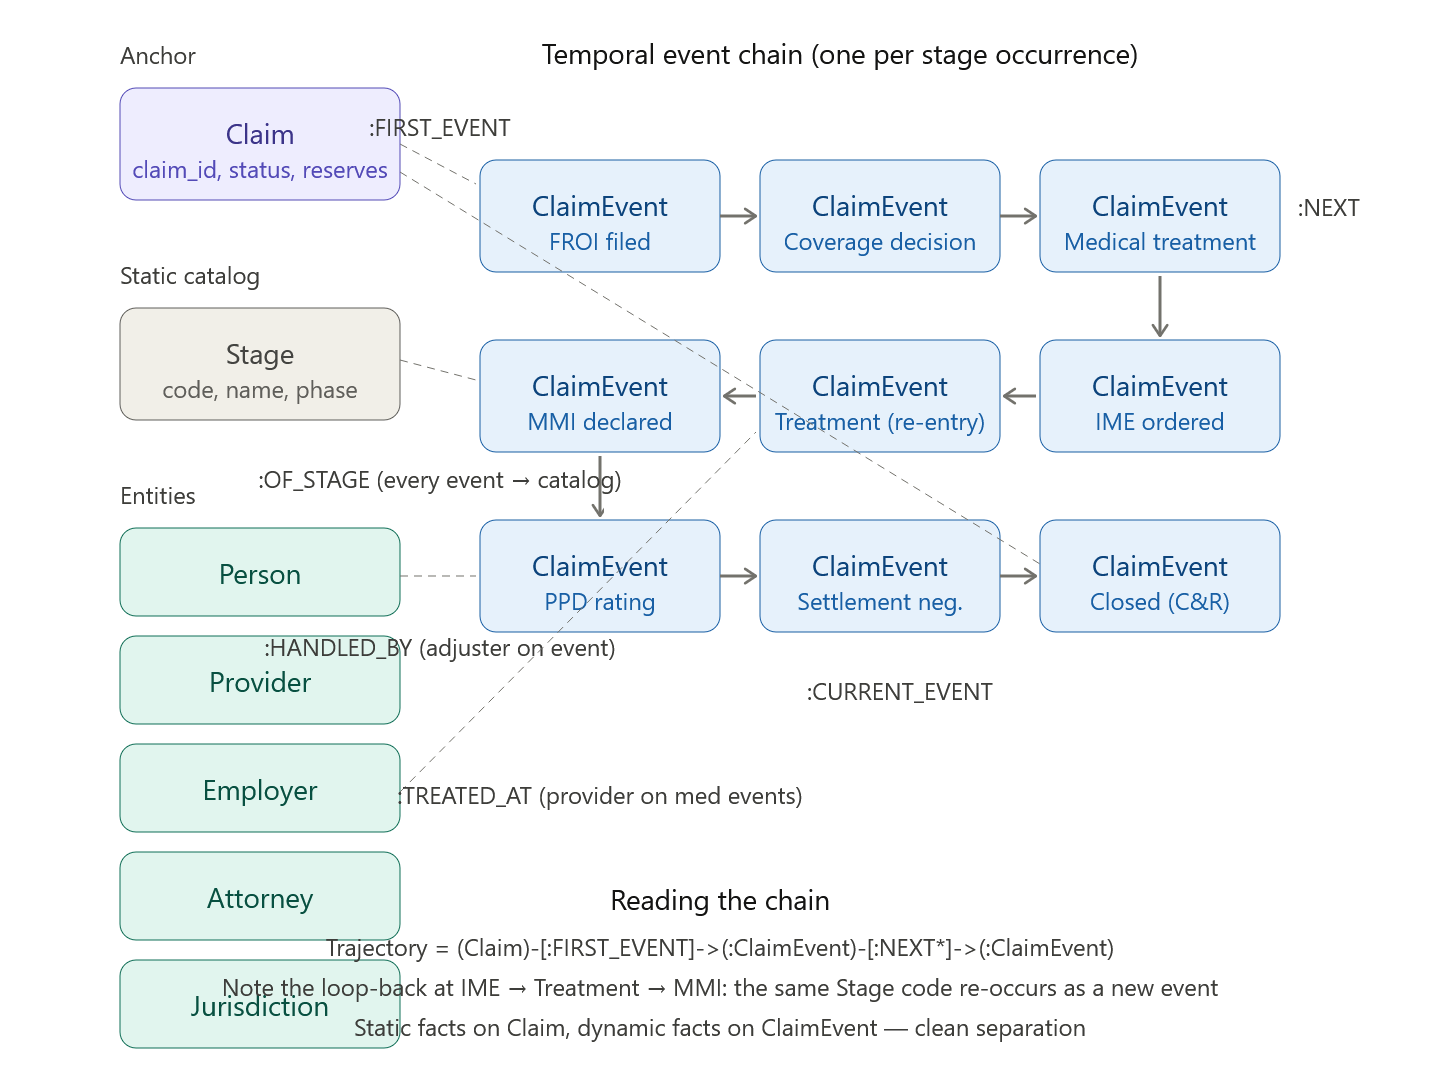 Anchor
Temporal event chain (one per stage occurrence)
Claim
claim_id, status, reserves
:FIRST_EVENT
ClaimEvent
FROI filed
ClaimEvent
Coverage decision
ClaimEvent
Medical treatment
:NEXT
Static catalog
Stage
code, name, phase
ClaimEvent
MMI declared
ClaimEvent
Treatment (re-entry)
ClaimEvent
IME ordered
:OF_STAGE (every event → catalog)
Entities
Person
ClaimEvent
PPD rating
ClaimEvent
Settlement neg.
ClaimEvent
Closed (C&R)
:HANDLED_BY (adjuster on event)
Provider
:CURRENT_EVENT
Employer
:TREATED_AT (provider on med events)
Attorney
Reading the chain
Trajectory = (Claim)-[:FIRST_EVENT]->(:ClaimEvent)-[:NEXT*]->(:ClaimEvent)
Note the loop-back at IME → Treatment → MMI: the same Stage code re-occurs as a new event
Jurisdiction
Static facts on Claim, dynamic facts on ClaimEvent — clean separation